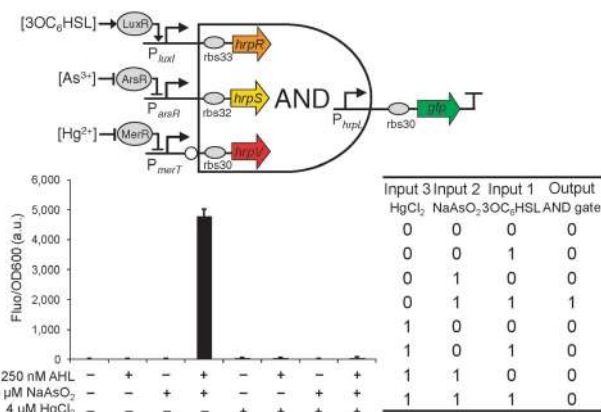 [3OC₆HSL] LuxR
P luxI
rbs33
hrpR
[As³⁺] ArsR
P arsR
rbs32
hrpS
AND
P hrpL
rbs30
gfp
[Hg²⁺] MerR
P merT
rbs30
hrpV
Fluo/OD600 (a.u.)
6,000
5,000
4,000
3,000
2,000
1,000
0
250 nM AHL – + – + – + – +
μM NaAsO₂ – – + + – – + +
4 μM HgCl₂ – – – – + + + +
Input 3 Input 2 Input 1 Output
HgCl₂ NaAsO₂ 3OC₆HSL AND gate
0 0 0 0
0 0 1 0
0 1 0 0
0 1 1 1
1 0 0 0
1 0 1 0
1 1 0 0
1 1 1 0